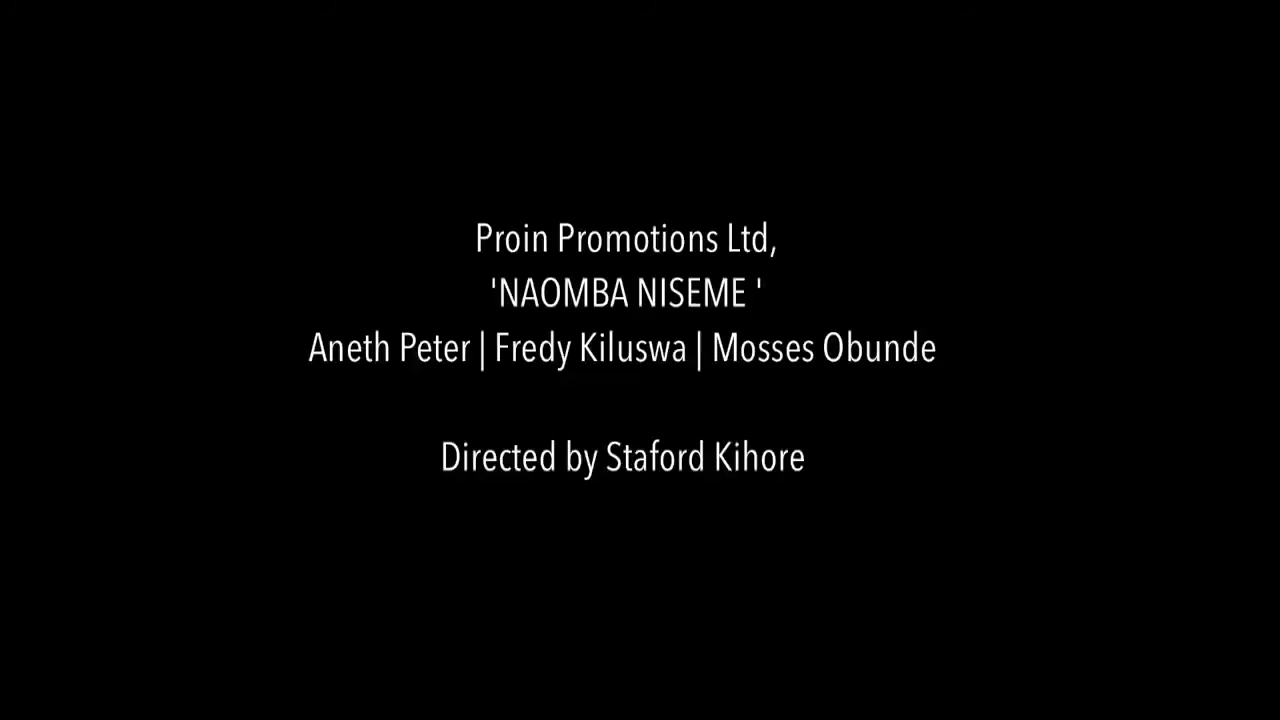 Proin Promotions Ltd,
'NAOMBA NISEME '
Aneth Peter | Fredy Kiluswa | Mosses Obunde
Directed by Staford Kihore